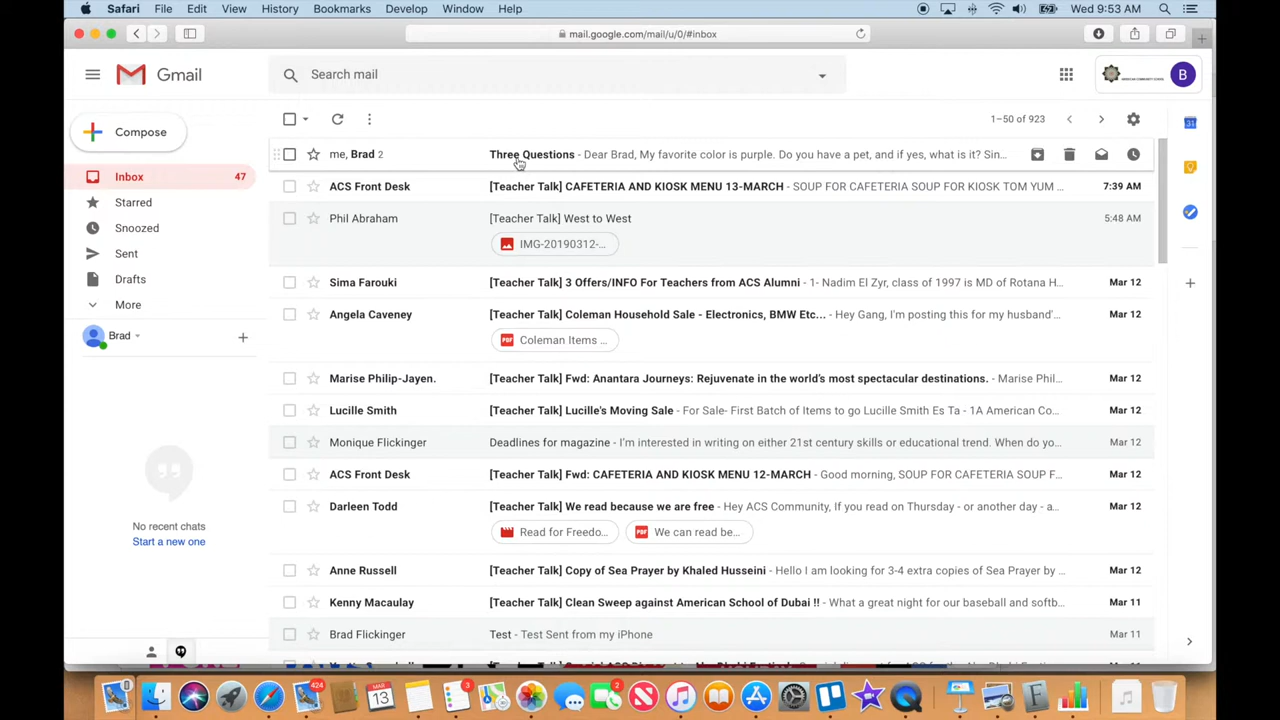 Safari File Edit View History Bookmarks Develop Window Help Wed 9:53 AM
mail.google.com/mail/u/0/#inbox
Gmail Search mail AMERICAN COMMUNITY SCHOOL B
Compose 1–50 of 923
me, Brad 2 Three Questions - Dear Brad, My favorite color is purple. Do you have a pet, and if yes, what is it? Sin...
Inbox 47
ACS Front Desk [Teacher Talk] CAFETERIA AND KIOSK MENU 13-MARCH - SOUP FOR CAFETERIA SOUP FOR KIOSK TOM YUM ... 7:39 AM
Starred
Phil Abraham [Teacher Talk] West to West 5:48 AM
Snoozed
IMG-20190312-...
Sent
Drafts
Sima Farouki [Teacher Talk] 3 Offers/INFO For Teachers from ACS Alumni - 1- Nadim El Zyr, class of 1997 is MD of Rotana H... Mar 12
More
Angela Caveney [Teacher Talk] Coleman Household Sale - Electronics, BMW Etc... - Hey Gang, I'm posting this for my husband'... Mar 12
Brad
PDF Coleman Items ...
Marise Philip-Jayen. [Teacher Talk] Fwd: Anantara Journeys: Rejuvenate in the world's most spectacular destinations. - Marise Phil... Mar 12
Lucille Smith [Teacher Talk] Lucille's Moving Sale - For Sale- First Batch of Items to go Lucille Smith Es Ta - 1A American Co... Mar 12
Monique Flickinger Deadlines for magazine - I'm interested in writing on either 21st century skills or educational trend. When do yo... Mar 12
ACS Front Desk [Teacher Talk] Fwd: CAFETERIA AND KIOSK MENU 12-MARCH - Good morning, SOUP FOR CAFETERIA SOUP F... Mar 12
Darleen Todd [Teacher Talk] We read because we are free - Hey ACS Community, If you read on Thursday - or another day - a... Mar 12
Read for Freedo... PDF We can read be...
No recent chats
Start a new one
Anne Russell [Teacher Talk] Copy of Sea Prayer by Khaled Husseini - Hello I am looking for 3-4 extra copies of Sea Prayer by ... Mar 12
Kenny Macaulay [Teacher Talk] Clean Sweep against American School of Dubai !! - What a great night for our baseball and softb... Mar 11
Brad Flickinger Test - Test Sent from my iPhone Mar 11
424 MAR 13 3 2